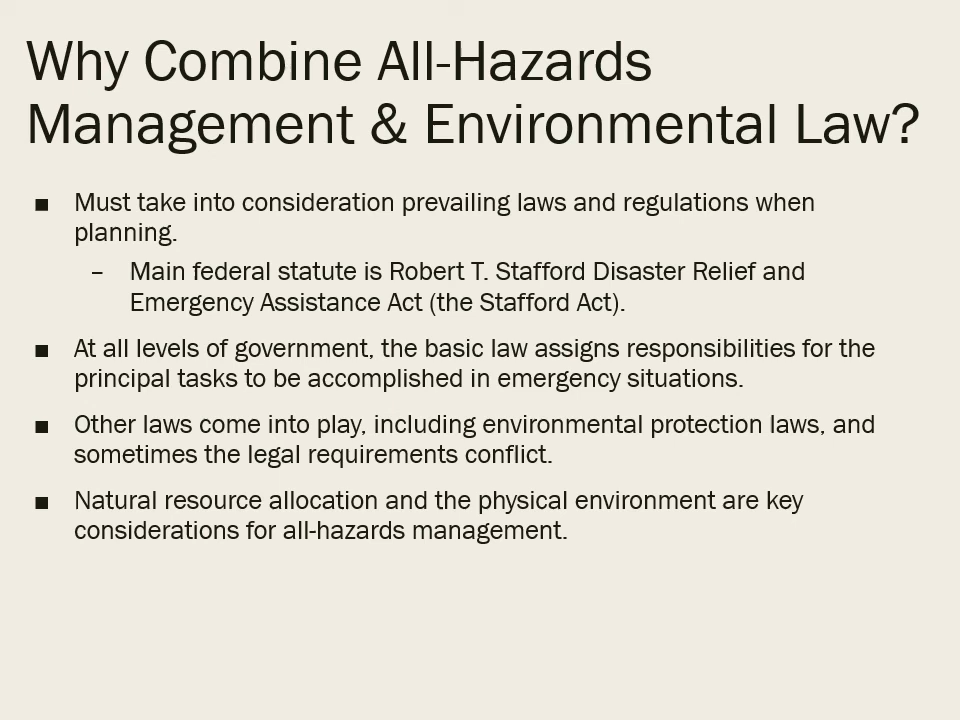 Why Combine All-Hazards
Management & Environmental Law?
■ Must take into consideration prevailing laws and regulations when
planning.
– Main federal statute is Robert T. Stafford Disaster Relief and
Emergency Assistance Act (the Stafford Act).
■ At all levels of government, the basic law assigns responsibilities for the
principal tasks to be accomplished in emergency situations.
■ Other laws come into play, including environmental protection laws, and
sometimes the legal requirements conflict.
■ Natural resource allocation and the physical environment are key
considerations for all-hazards management.